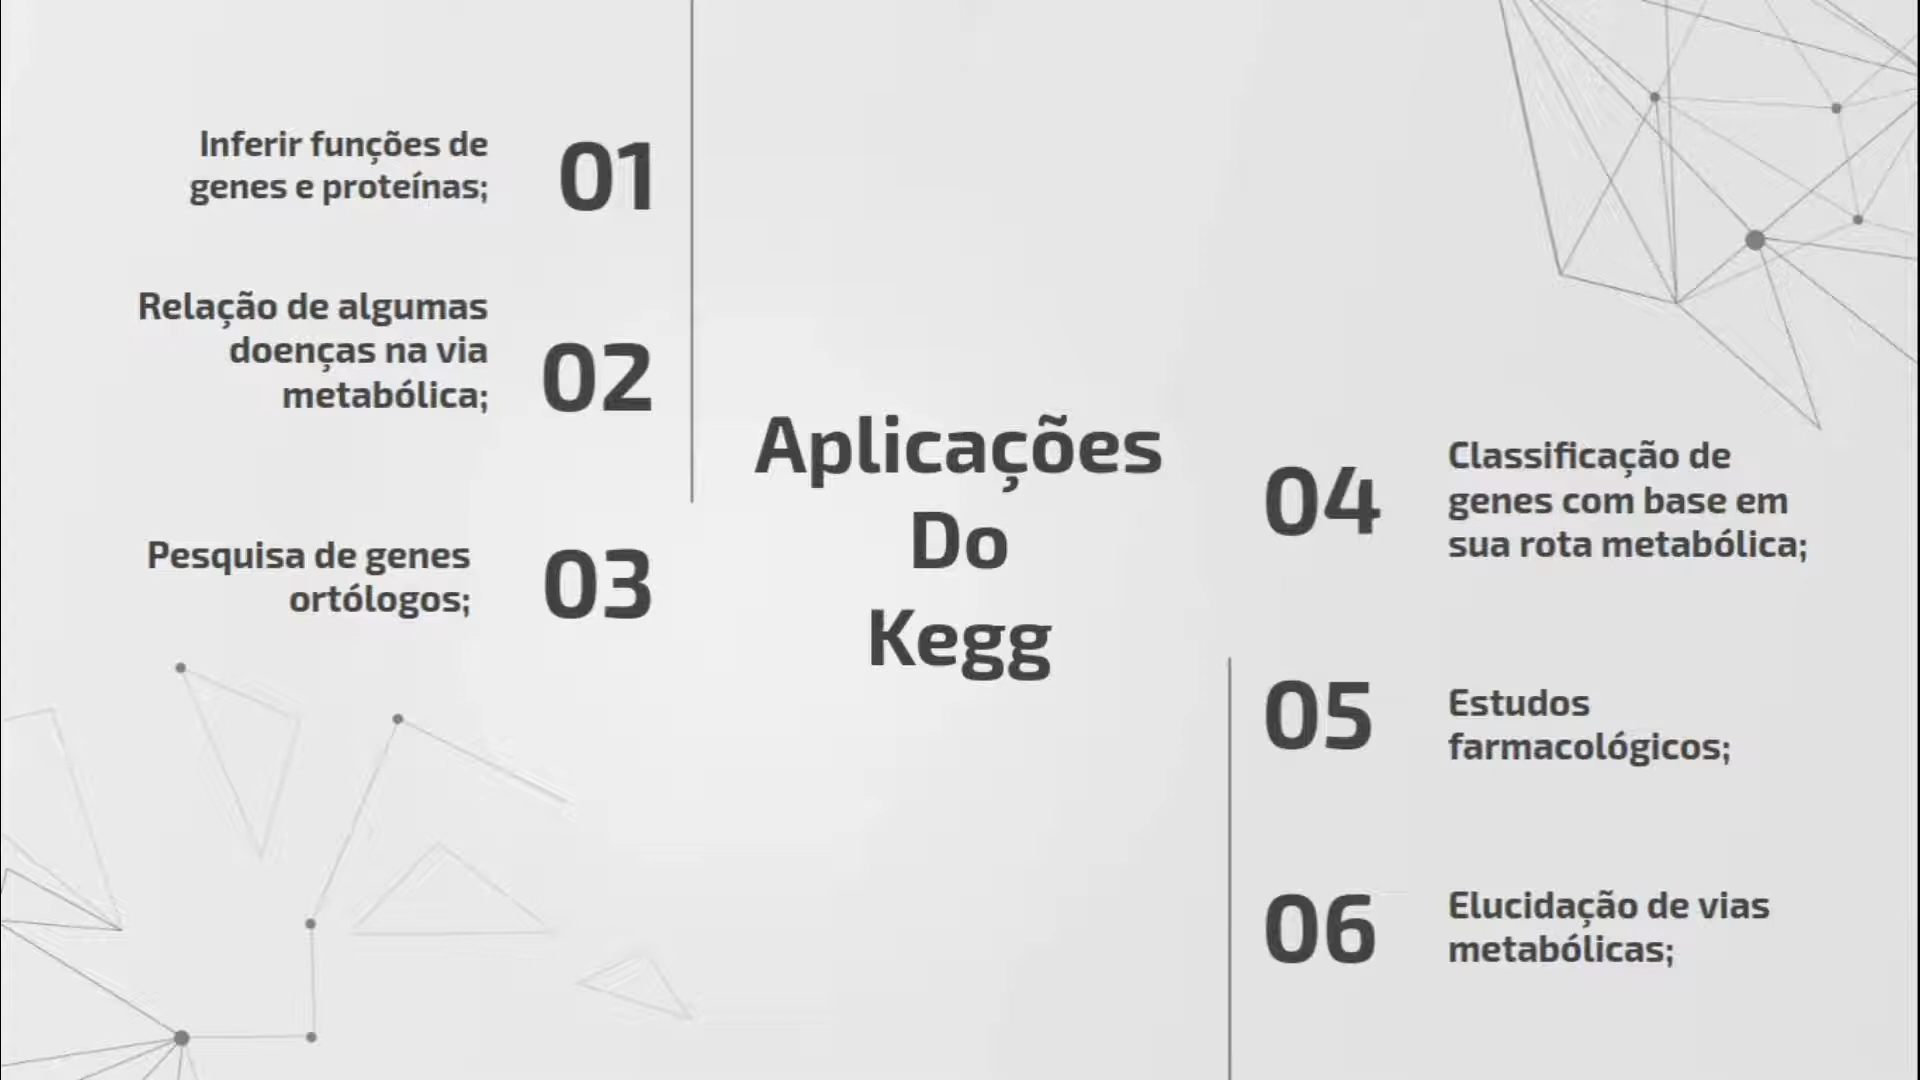 Inferir funções de
genes e proteínas;
01
Relação de algumas
doenças na via
metabólica;
02
Pesquisa de genes
ortólogos;
03
Aplicações
Do
Kegg
04
Classificação de
genes com base em
sua rota metabólica;
05
Estudos
farmacológicos;
06
Elucidação de vias
metabólicas;